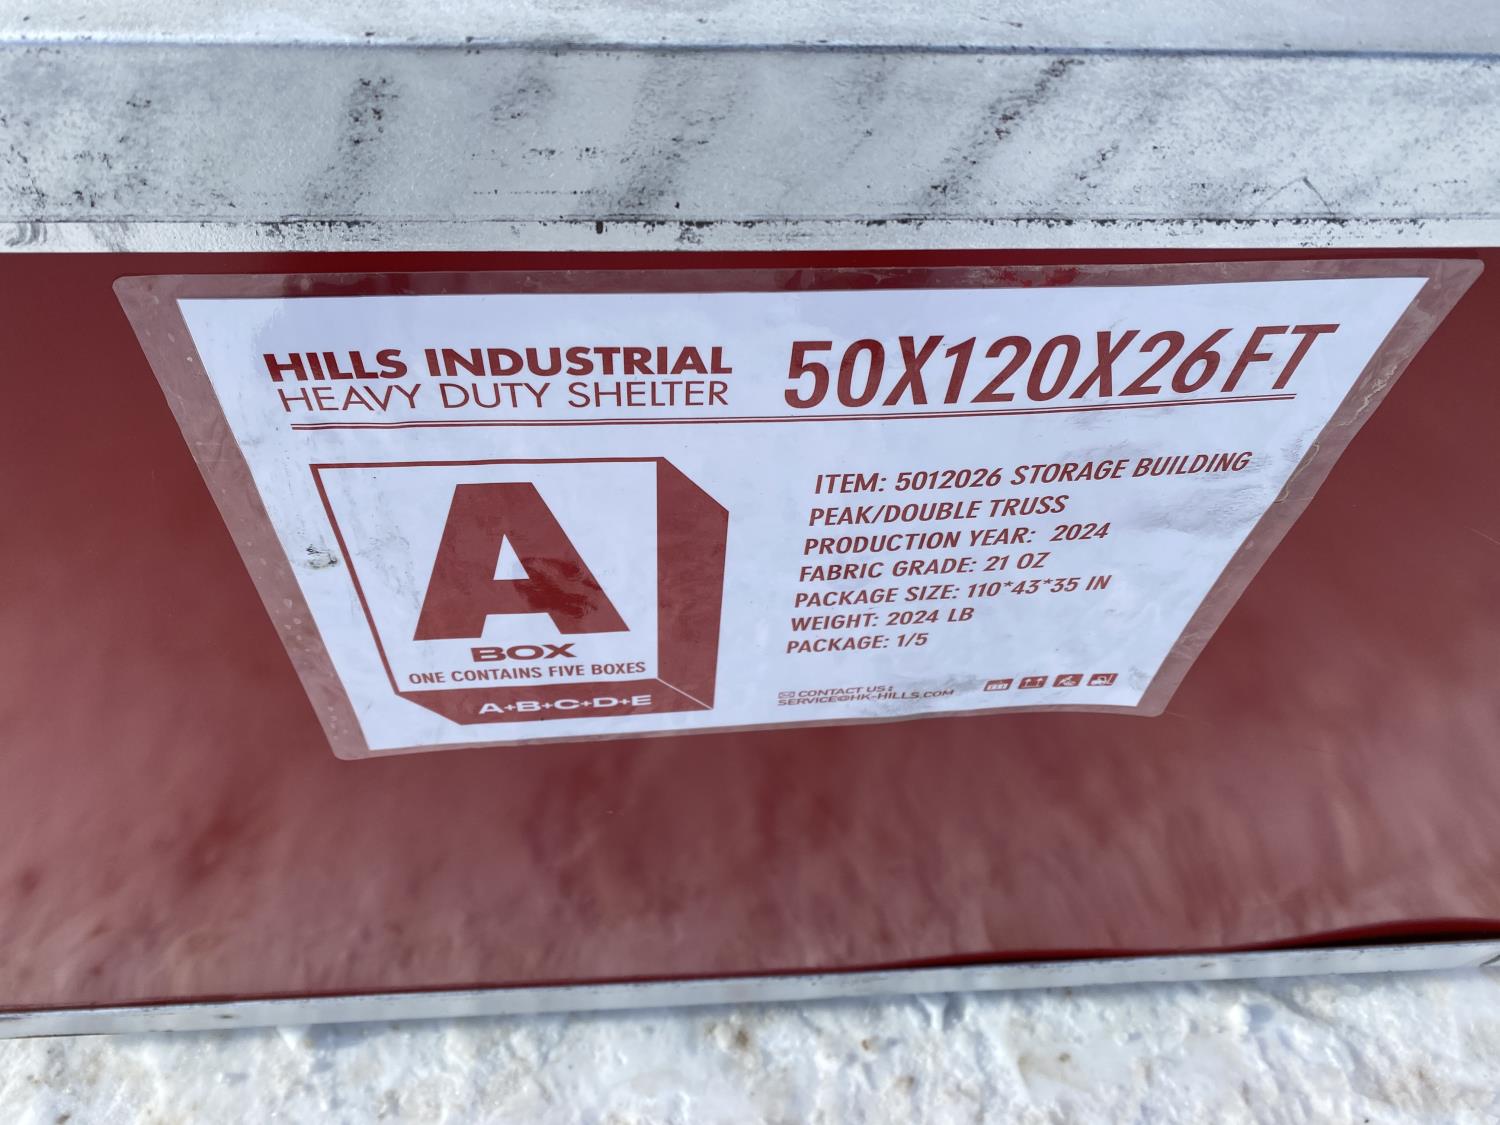 HILLS INDUSTRIAL
HEAVY DUTY SHELTER
50X120X26FT
A
BOX
ONE CONTAINS FIVE BOXES
A+B+C+D+E
ITEM: 5012026 STORAGE BUILDING
PEAK/DOUBLE TRUSS
PRODUCTION YEAR: 2024
FABRIC GRADE: 21 OZ
PACKAGE SIZE: 110*43*35 IN
WEIGHT: 2024 LB
PACKAGE: 1/5
CONTACT US:
SERVICE@HK-HILLS.COM